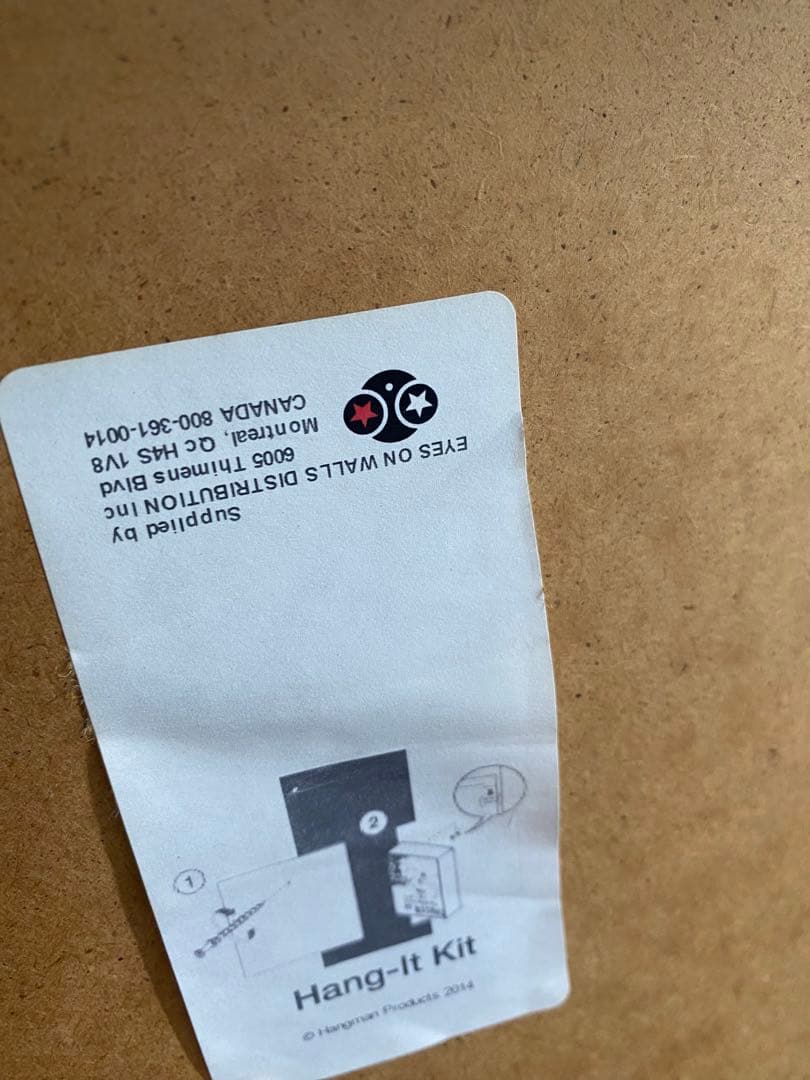 Supplied by
EYES ON WALLS DISTRIBUTION Inc
6005 Thimens Blvd
Montreal, Qc H4S 1V8
CANADA 800-361-0014
1
2
Hang-It Kit
© Hangman Products 2014